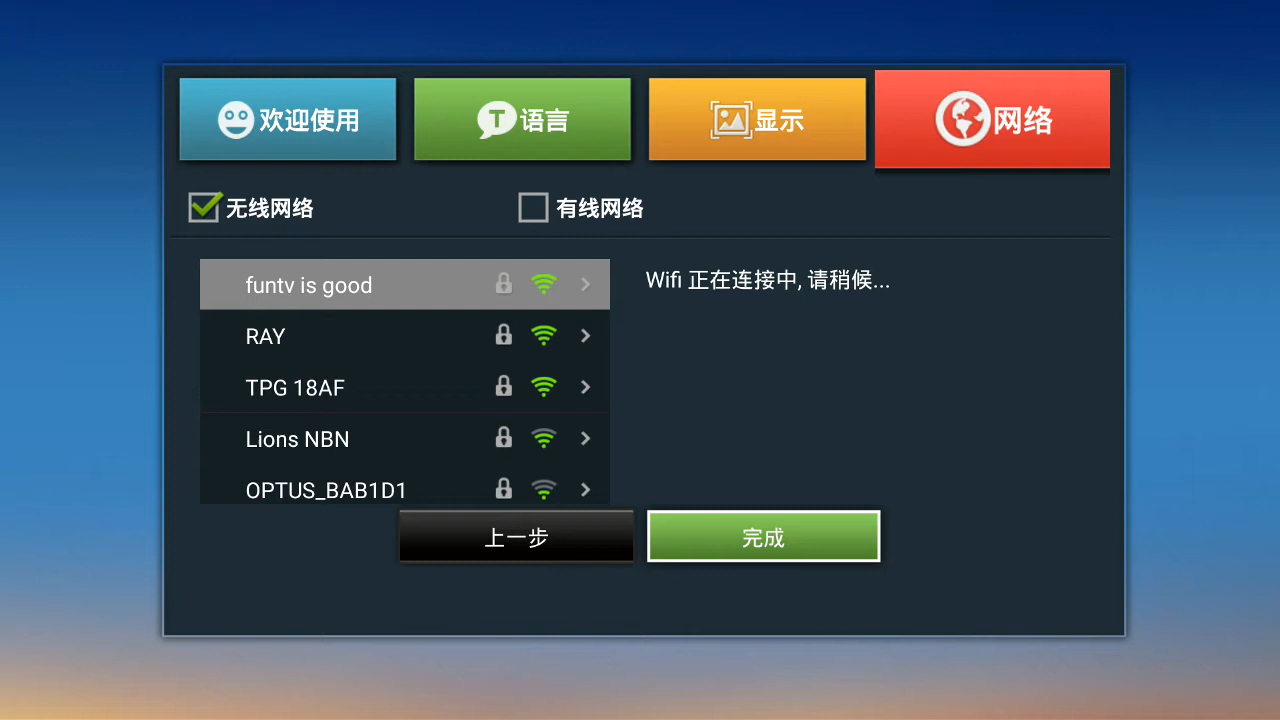 欢迎使用
T语言
显示
网络
无线网络
有线网络
funtv is good
Wifi 正在连接中, 请稍候...
RAY
TPG 18AF
Lions NBN
OPTUS_BAB1D1
上一步
完成